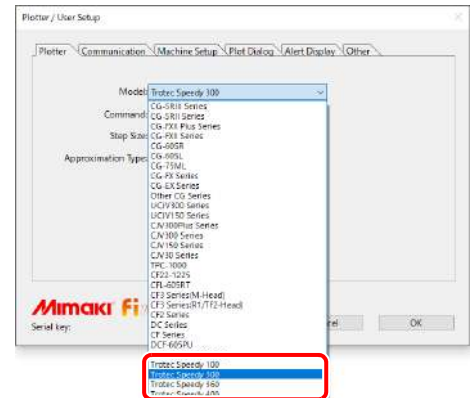 Plotter / User Setup
Plotter Communication Machine Setup Plot Dialog Alert Display Other
Model: Trotec Speedy 300
Command:
Step Size:
Approximation Type:
CG-SRIII Series
CG-SRII Series
CG-FXII Plus Series
CG-FXII Series
CG-60SR
CG-60SL
CG-75ML
CG-FX Series
CG-EX Series
Other CG Series
UCJV300 Series
UCJV150 Series
CJV300Plus Series
CJV300 Series
CJV150 Series
CJV30 Series
TPC-1000
CF22-1225
CFL-605RT
CF3 Series(M-Head)
CF3 Series(R1/TF2-Head)
CF2 Series
DC Series
CF Series
DCF-605PU
Mimaki Fi
Serial key:
OK
Trotec Speedy 100
Trotec Speedy 300
Trotec Speedy 360
Trotec Speedy 400